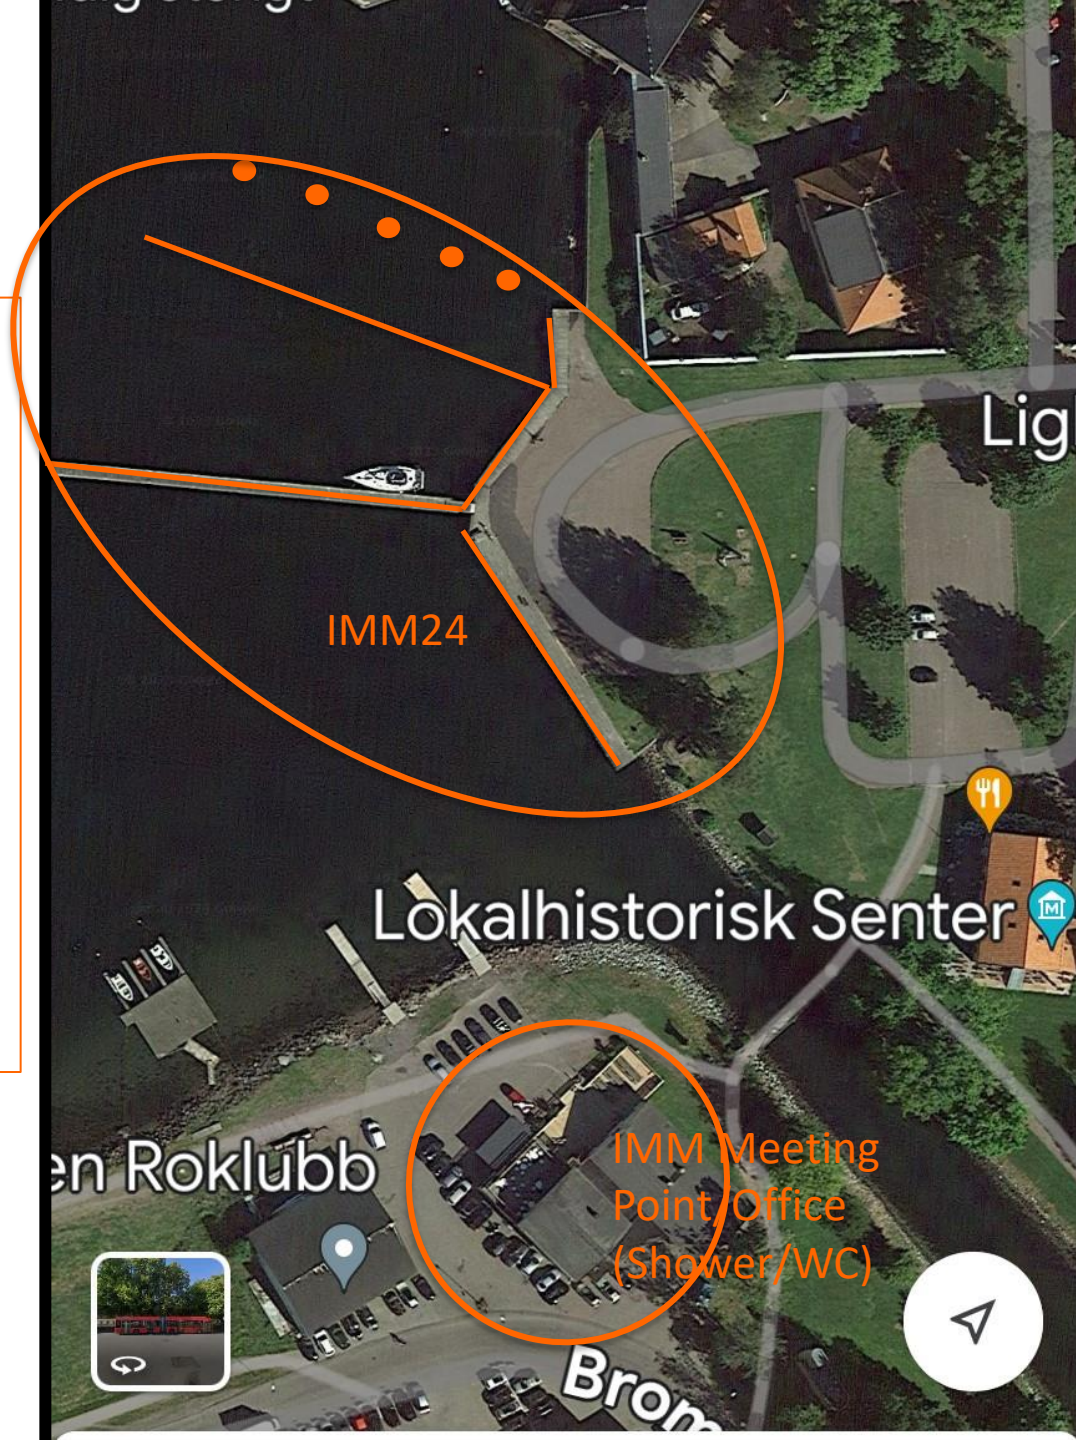 Lig
IMM24
Lokalhistorisk Senter
M
en Roklubb
IMM Meeting
Point/Office
(Shower/WC)
Brom